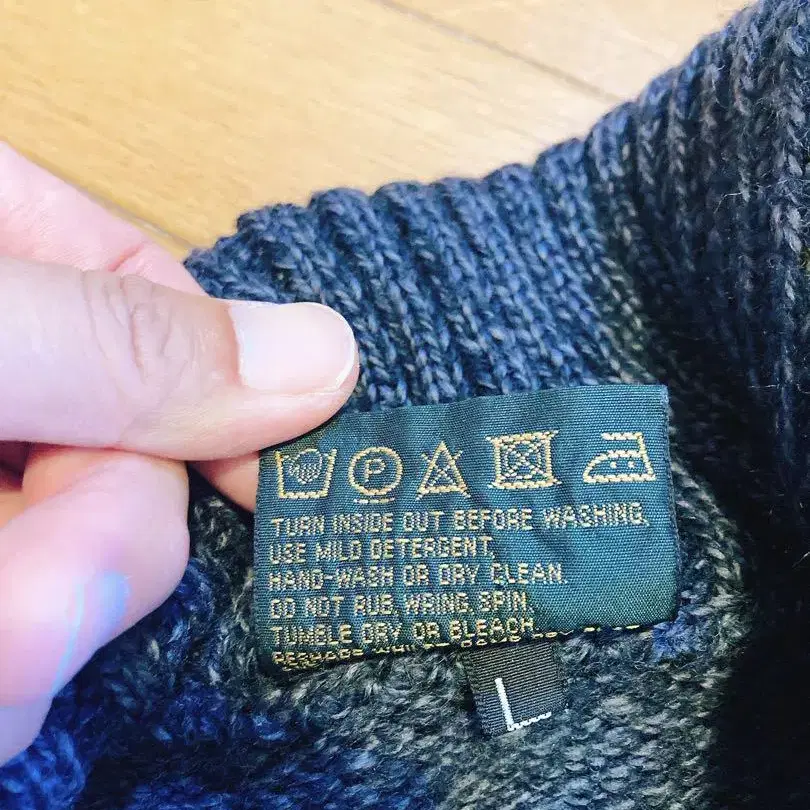 P
TURN INSIDE OUT BEFORE WASHING.
USE MILD DETERGENT.
HAND-WASH OR DRY CLEAN.
DO NOT RUB, WRING, SPIN,
TUMBLE DRY OR BLEACH.
RESHAPE
L